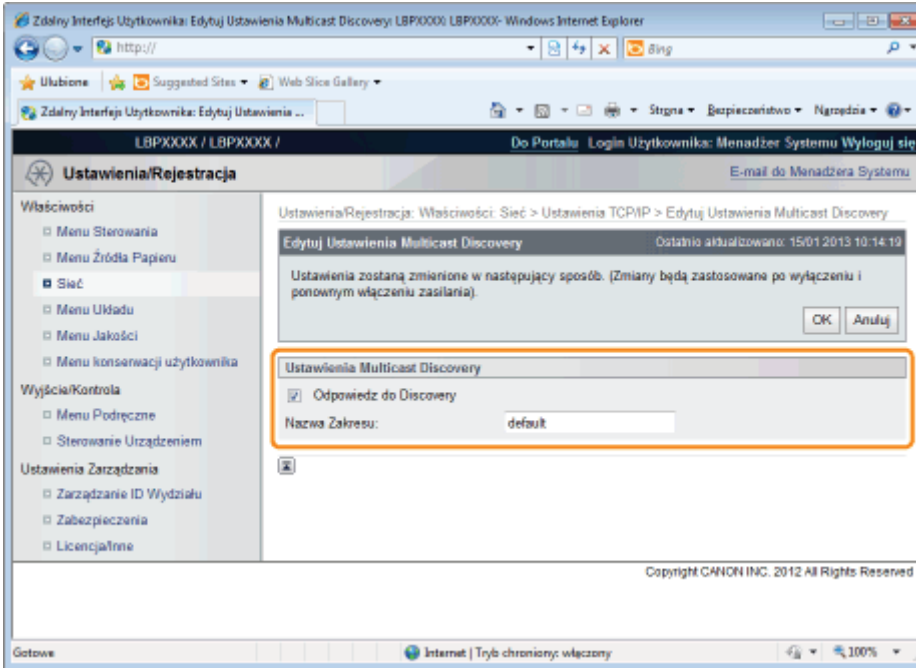 Zdalny Interfejs Użytkownika: Edytuj Ustawienia Multicast Discovery: LBPXXXX: LBPXXXX- Windows Internet Explorer
http://
Bing
Ulubione Suggested Sites Web Slice Gallery
Zdalny Interfejs Użytkownika: Edytuj Ustawienia ...
Strona Bezpieczeństwo Narzędzia
LBPXXXX / LBPXXXX /
Do Portalu Login Użytkownika: Menadżer Systemu Wyloguj się
Ustawienia/Rejestracja
E-mail do Menadżera Systemu
Właściwości
Menu Sterowania
Menu Źródła Papieru
Sieć
Menu Układu
Menu Jakości
Menu konserwacji użytkownika
Wyjście/Kontrola
Menu Podręczne
Sterowanie Urządzeniem
Ustawienia Zarządzania
Zarządzanie ID Wydziału
Zabezpieczenia
Licencja/Inne
Ustawienia/Rejestracja: Właściwości: Sieć > Ustawienia TCP/IP > Edytuj Ustawienia Multicast Discovery
Edytuj Ustawienia Multicast Discovery
Ostatnio aktualizowano: 15/01 2013 10:14:19
Ustawienia zostaną zmienione w następujący sposób. (Zmiany będą zastosowane po wyłączeniu i
ponownym włączeniu zasilania).
OK Anuluj
Ustawienia Multicast Discovery
Odpowiedz do Discovery
Nazwa Zakresu: default
Copyright CANON INC. 2012 All Rights Reserved
Gotowe
Internet | Tryb chroniony: włączony
100%